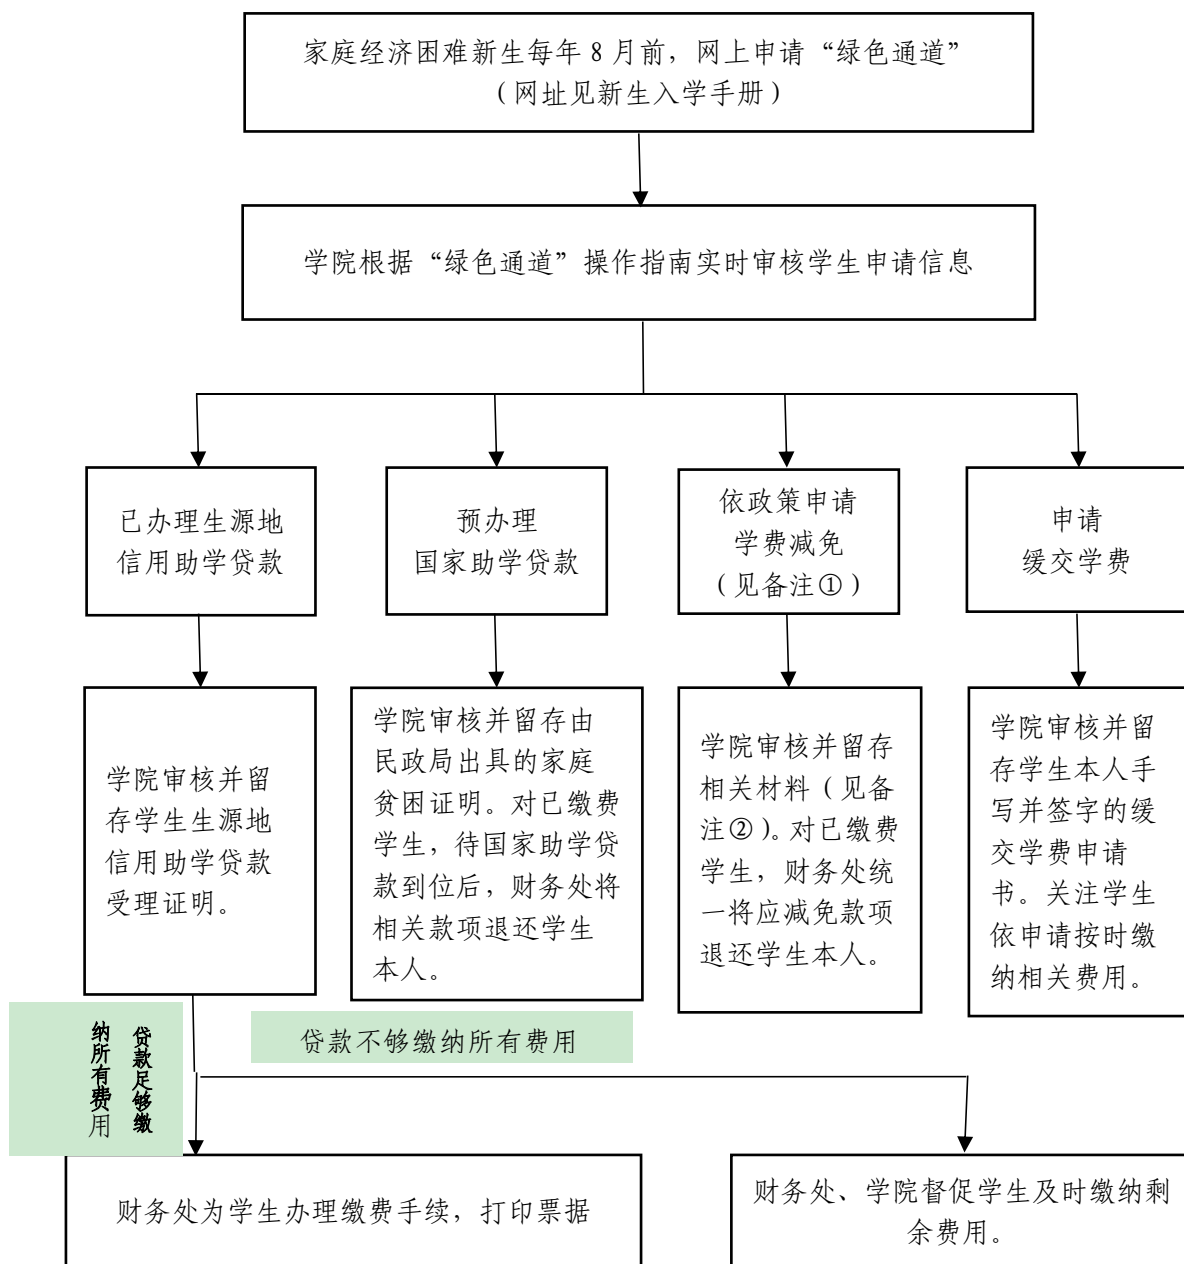 家庭经济困难新生每年 8 月前，网上申请“绿色通道”
（网址见新生入学手册）
学院根据“绿色通道”操作指南实时审核学生申请信息
已办理生源地
信用助学贷款
预办理
国家助学贷款
依政策申请
学费减免
（见备注①）
申请
缓交学费
学院审核并留
存学生生源地
信用助学贷款
受理证明。
学院审核并留存由
民政局出具的家庭
贫困证明。对已缴费
学生，待国家助学贷
款到位后，财务处将
相关款项退还学生
本人。
学院审核并留存
相关材料（见备
注②）。对已缴费
学生，财务处统
一将应减免款项
退还学生本人。
学院审核并留
存学生本人手
写并签字的缓
交学费申请
书。关注学生
依申请按时缴
纳相关费用。
贷款足够缴
纳所有费用
贷款不够缴纳所有费用
财务处为学生办理缴费手续，打印票据
财务处、学院督促学生及时缴纳剩
余费用。